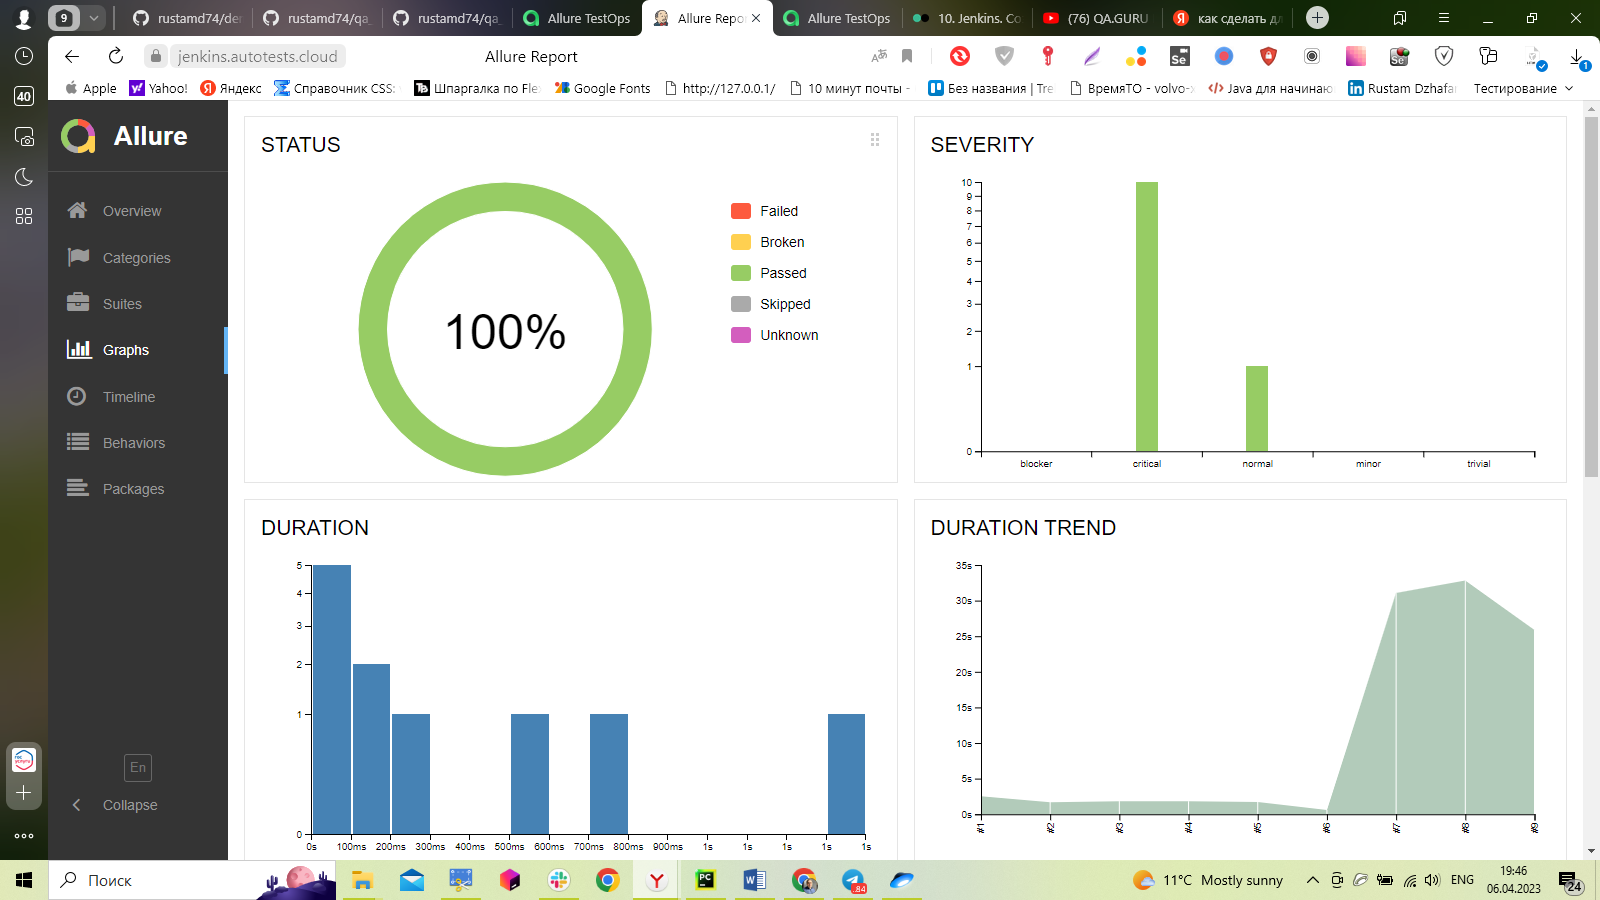 9
rustamd74/der
rustamd74/qa_
rustamd74/qa_
Allure TestOps
Allure Repo
Allure TestOps
10. Jenkins. Co
(76) QA.GURU
как сделать дл
jenkins.autotests.cloud
Allure Report
1
Apple
Yahoo!
Яндекс
Справочник CSS:
Шпаргалка по Fle
Google Fonts
http://127.0.0.1/
10 минут почты -
Без названия | Tre
ВремяТО - volvo-
Java для начинаю
Rustam Dzhafa
Тестирование
40
Allure
Overview
Categories
Suites
Graphs
Timeline
Behaviors
Packages
En
Collapse
STATUS
100%
Failed
Broken
Passed
Skipped
Unknown
SEVERITY
10
9
8
7
6
5
4
3
2
1
0
blocker
critical
normal
minor
trivial
DURATION
5
4
3
2
1
0
0s
100ms
200ms
300ms
400ms
500ms
600ms
700ms
800ms
900ms
1s
1s
1s
1s
1s
DURATION TREND
35s
30s
25s
20s
15s
10s
5s
0s
#1
#2
#3
#4
#5
#6
#7
#8
#9
Поиск
84
11°C Mostly sunny
ENG
19:46
06.04.2023
24